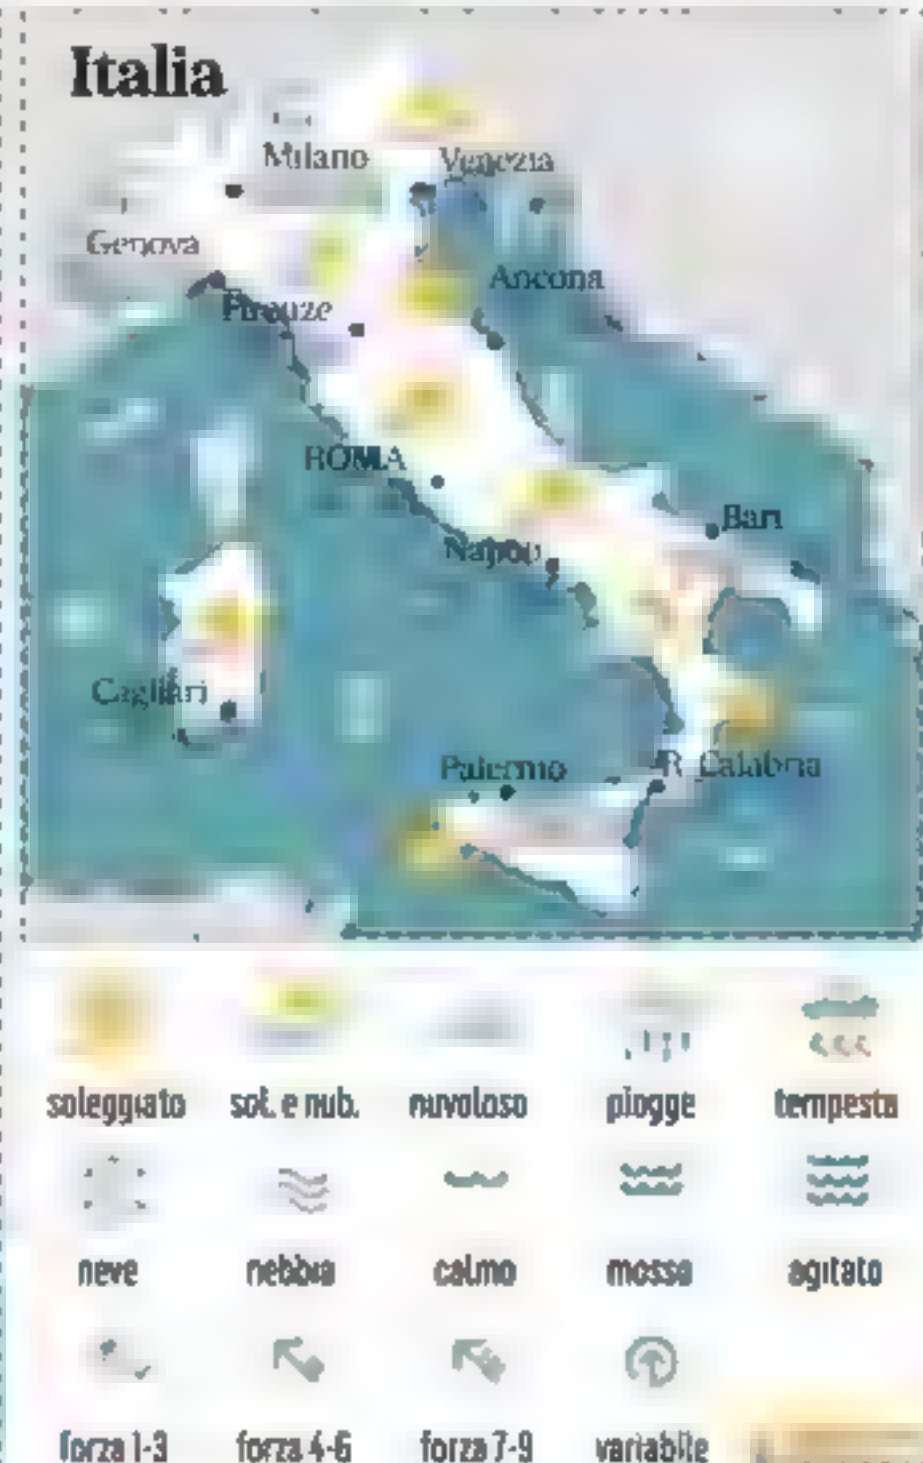 Italia
Milano
Venezia
Genova
Ancona
Firenze
ROMA
Bari
Napoli
Cagliari
Palermo
R. Calabria
soleggiato sol. e nub. nuvoloso piogge tempesta
neve nebbia calmo mosso agitato
forza 1-3 forza 4-6 forza 7-9 variabile